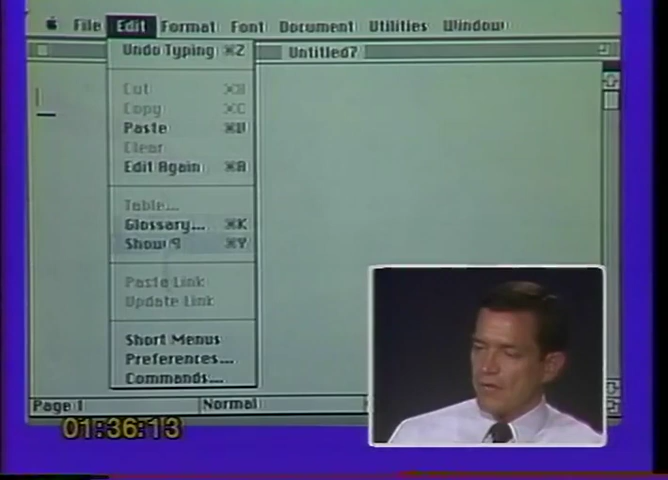 File Edit Format Font Document Utilities Window
Untitled7
Undo Typing ⌘Z
Cut ⌘X
Copy ⌘C
Paste ⌘V
Clear
Edit Again ⌘A
Table...
Glossary... ⌘K
Show ¶ ⌘Y
Paste Link
Update Link
Short Menus
Preferences...
Commands...
Page 1 Normal
01:36:13